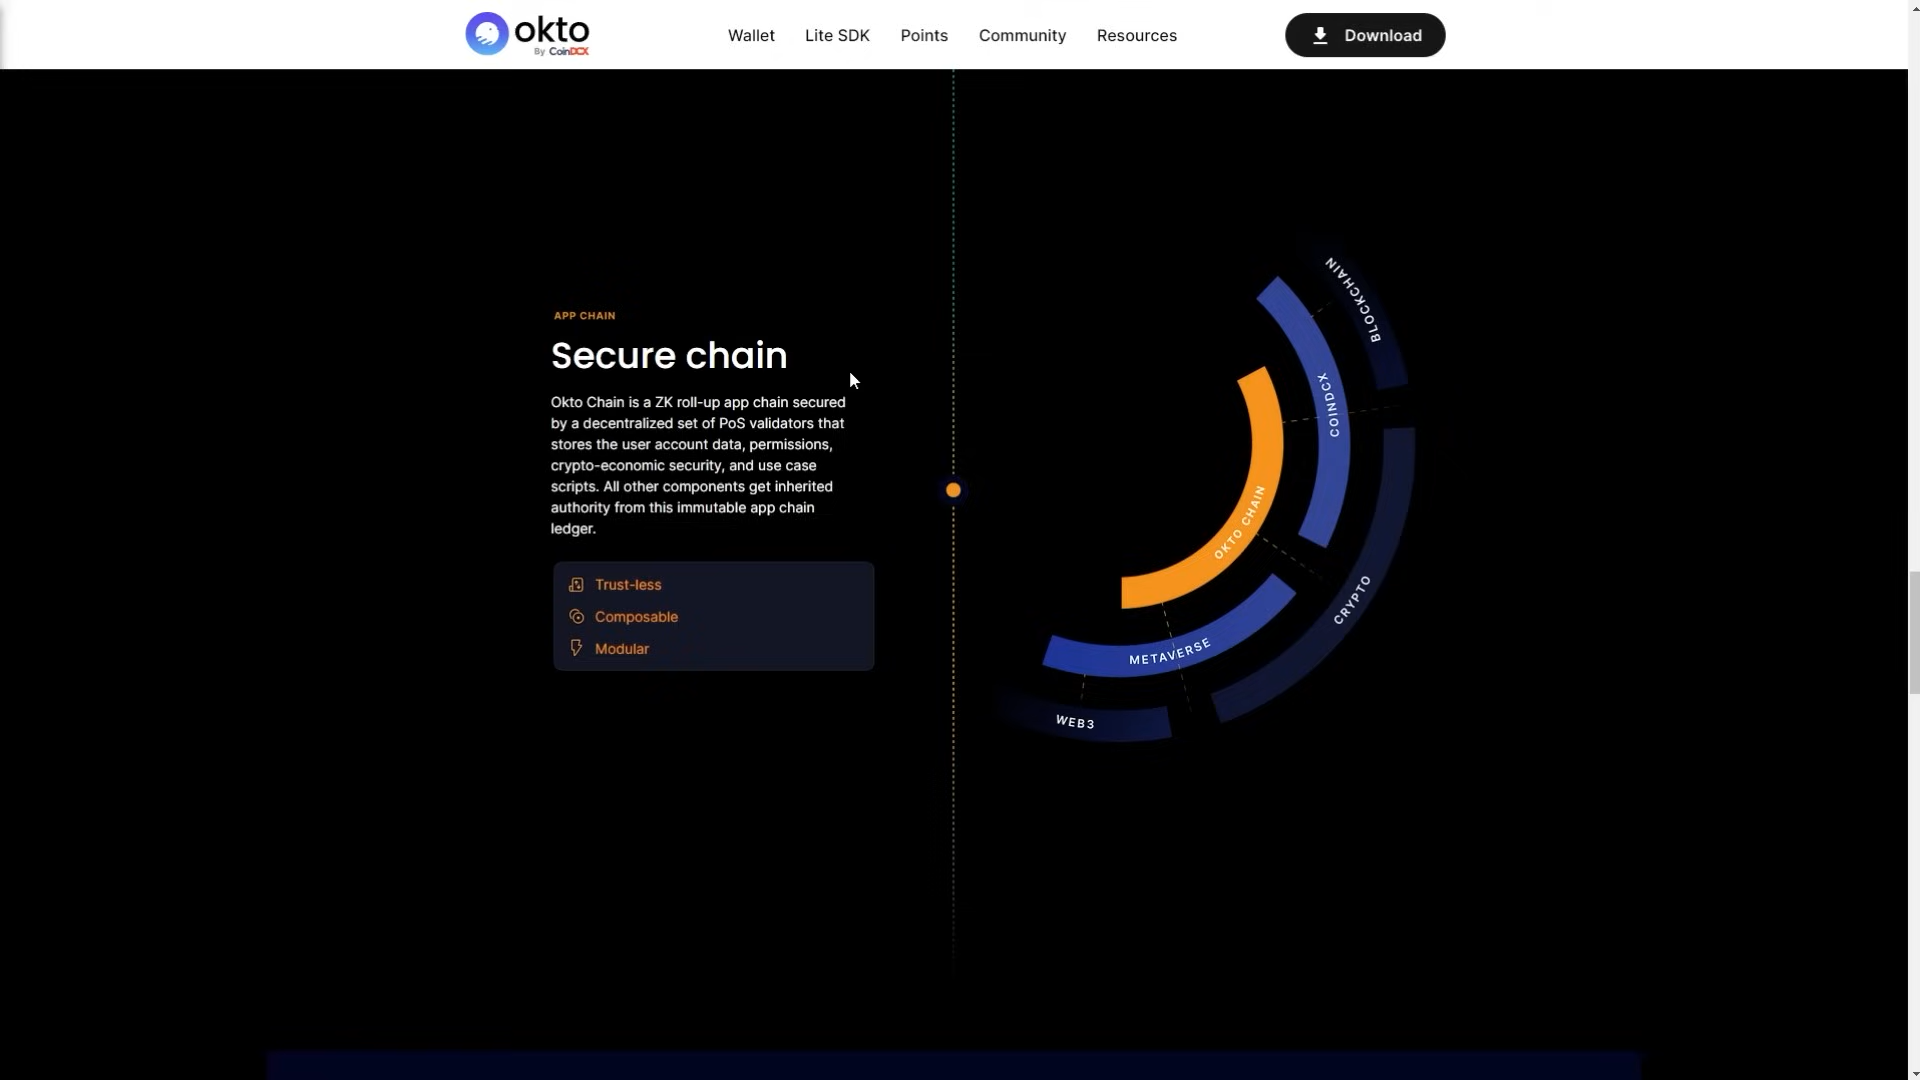 okto
By CoinDCX
Wallet
Lite SDK
Points
Community
Resources
Download
APP CHAIN
Secure chain
Okto Chain is a ZK roll-up app chain secured
by a decentralized set of PoS validators that
stores the user account data, permissions,
crypto-economic security, and use case
scripts. All other components get inherited
authority from this immutable app chain
ledger.
Trust-less
Composable
Modular
BLOCKCHAIN
COINDCX
OKTO CHAIN
CRYPTO
METAVERSE
WEB3